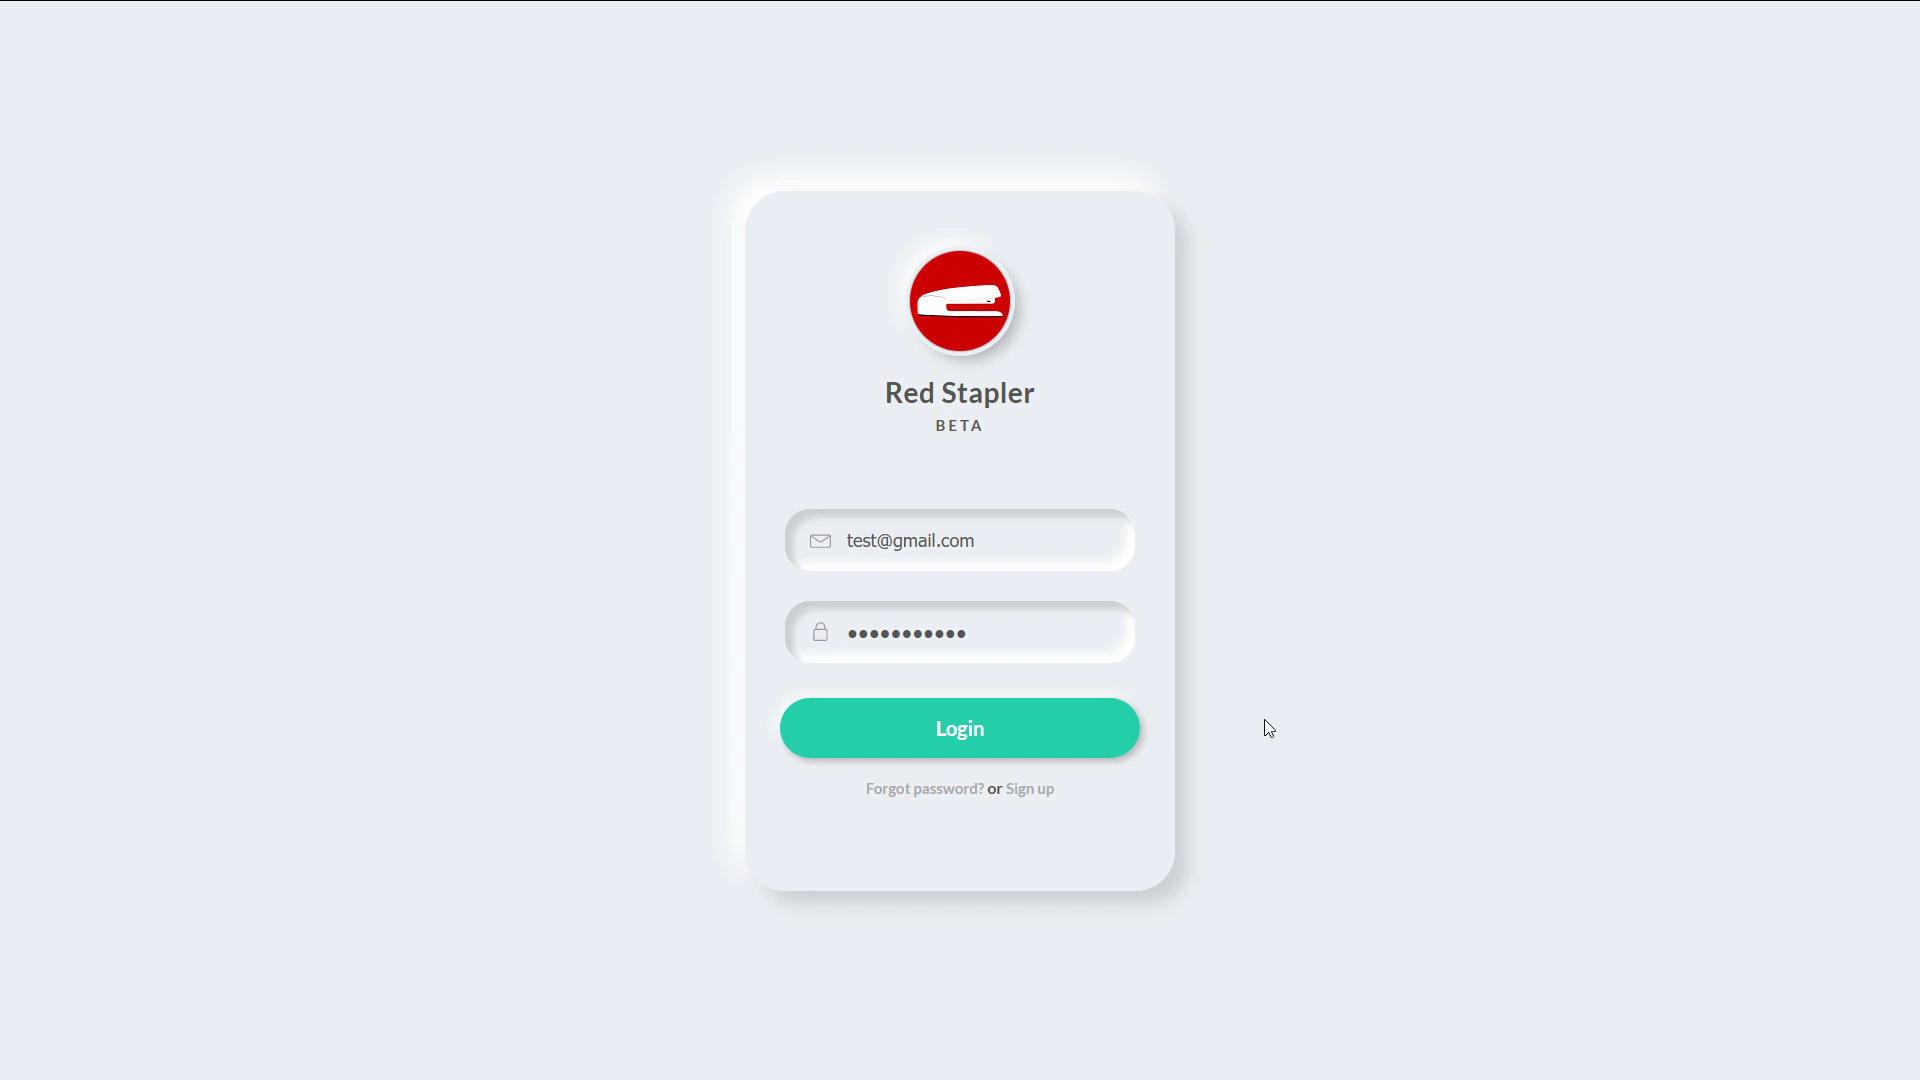 Red Stapler
BETA
test@gmail.com
•••••••••••
Login
Forgot password? or Sign up